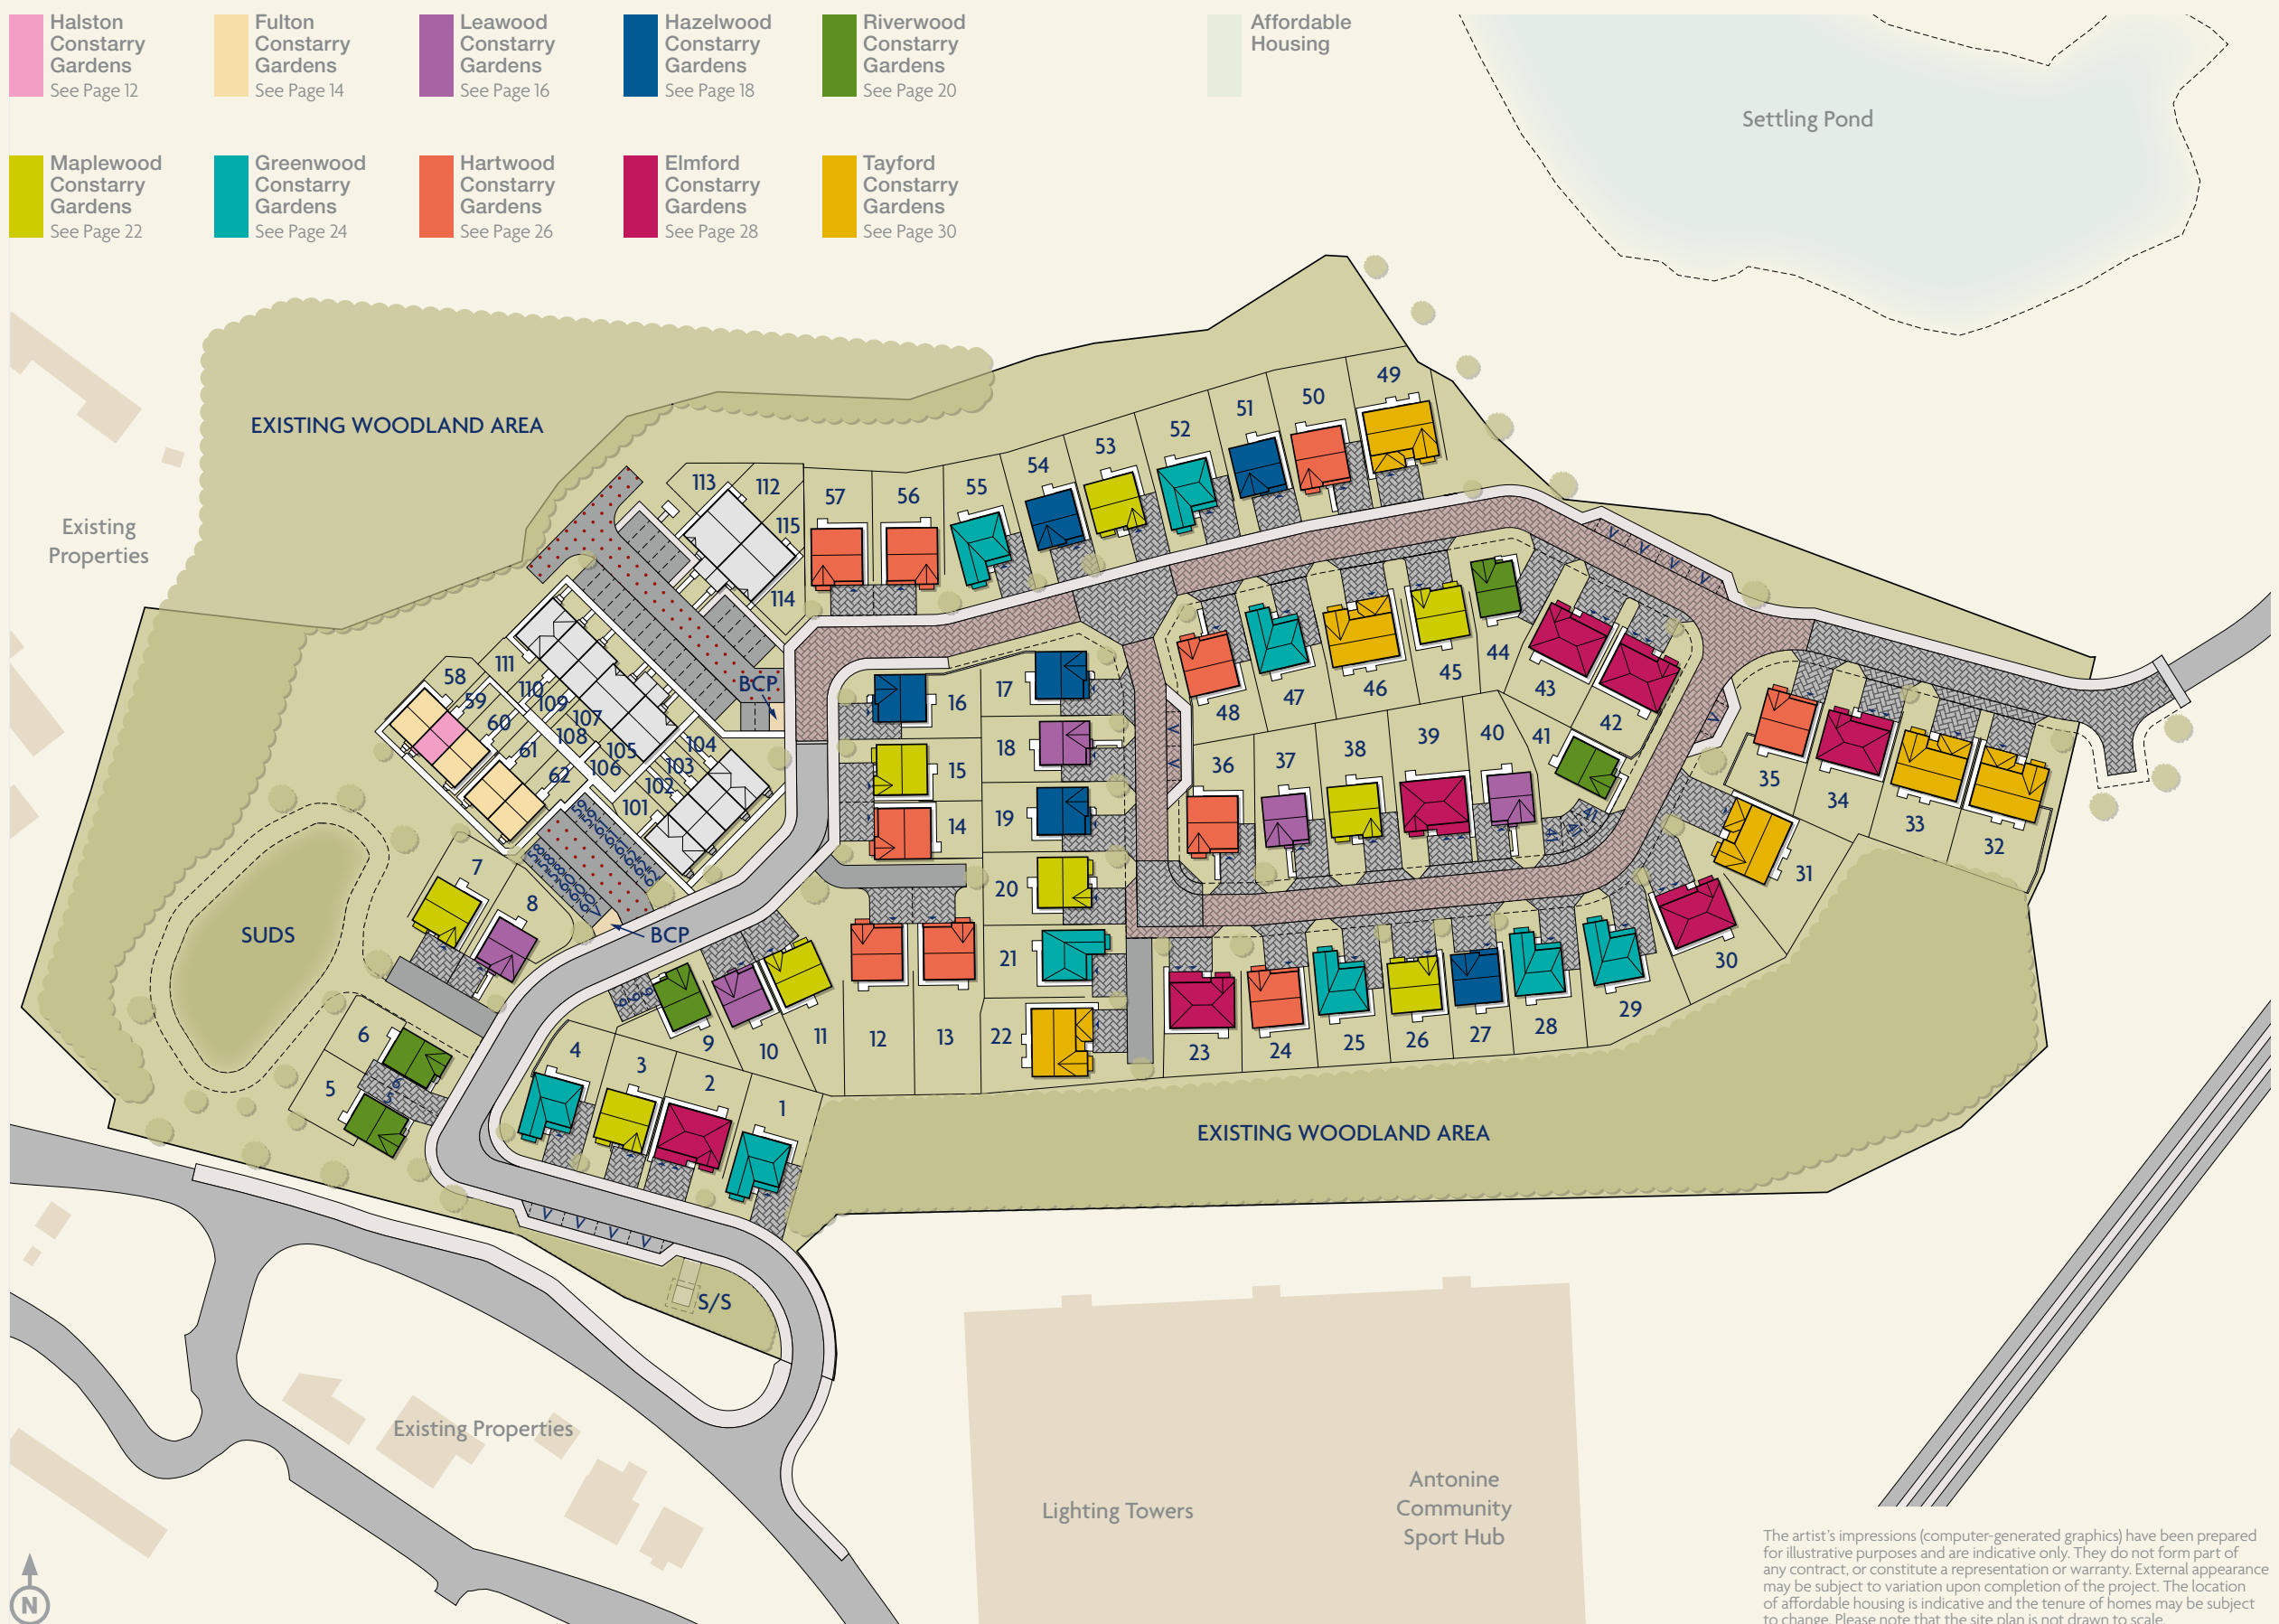 Halston
Constarry
Gardens
See Page 12
Fulton
Constarry
Gardens
See Page 14
Leawood
Constarry
Gardens
See Page 16
Hazelwood
Constarry
Gardens
See Page 18
Riverwood
Constarry
Gardens
See Page 20
Affordable
Housing
Maplewood
Constarry
Gardens
See Page 22
Greenwood
Constarry
Gardens
See Page 24
Hartwood
Constarry
Gardens
See Page 26
Elmford
Constarry
Gardens
See Page 28
Tayford
Constarry
Gardens
See Page 30
Settling Pond
EXISTING WOODLAND AREA
Existing
Properties
49
50
51
52
53
54
55
56
57
112
113
115
114
V V V V
BCP
111
110
109
107
108
105
106
104
103
102
101
58
59
60
61
62
16
17
15
18
14
19
20
21
22
48
47
46
45
44
43
42
41
40
39
38
37
36
V V
V
41 41 41
35
34
33
32
31
30
29
28
27
26
25
24
23
7
8
SUDS
BCP
6
5
6
5
9 9 9
9
10
11
12
13
4
3
2
1
V V V V
S/S
EXISTING WOODLAND AREA
Existing Properties
Lighting Towers
Antonine
Community
Sport Hub
N
The artist's impressions (computer-generated graphics) have been prepared
for illustrative purposes and are indicative only. They do not form part of
any contract, or constitute a representation or warranty. External appearance
may be subject to variation upon completion of the project. The location
of affordable housing is indicative and the tenure of homes may be subject
to change. Please note that the site plan is not drawn to scale.